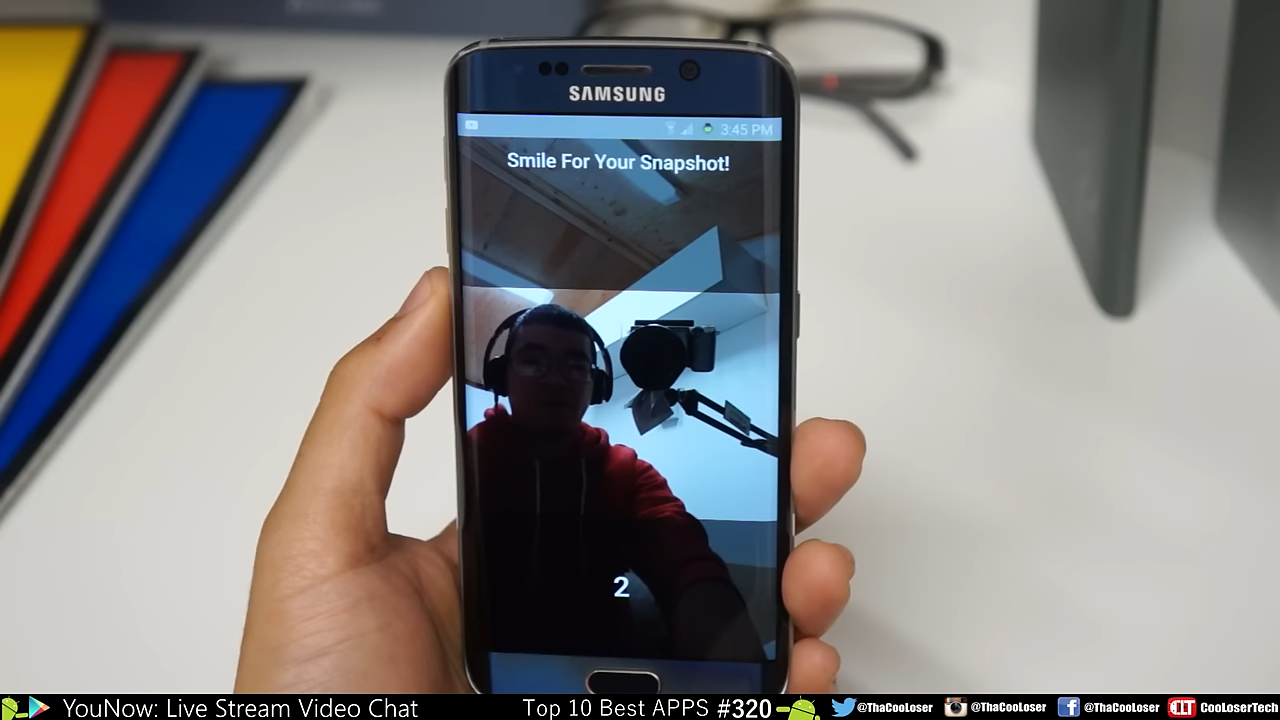 SAMSUNG
3:45 PM
Smile For Your Snapshot!
2
YouNow: Live Stream Video Chat
Top 10 Best APPS #320
@ThaCooLoser
@ThaCooLoser
@ThaCooLoser
CLT CooLoserTech